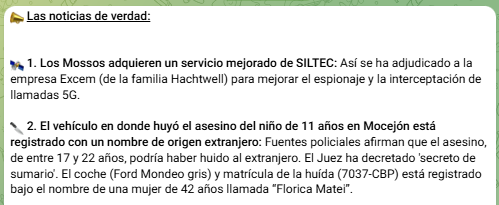 Las noticias de verdad:
1. Los Mossos adquieren un servicio mejorado de SILTEC: Así se ha adjudicado a la
empresa Excem (de la familia Hachtwell) para mejorar el espionaje y la interceptación de
llamadas 5G.
2. El vehículo en donde huyó el asesino del niño de 11 años en Mocejón está
registrado con un nombre de origen extranjero: Fuentes policiales afirman que el asesino,
de entre 17 y 22 años, podría haber huido al extranjero. El Juez ha decretado 'secreto de
sumario'. El coche (Ford Mondeo gris) y matrícula de la huída (7037-CBP) está registrado
bajo el nombre de una mujer de 42 años llamada “Florica Matei”.